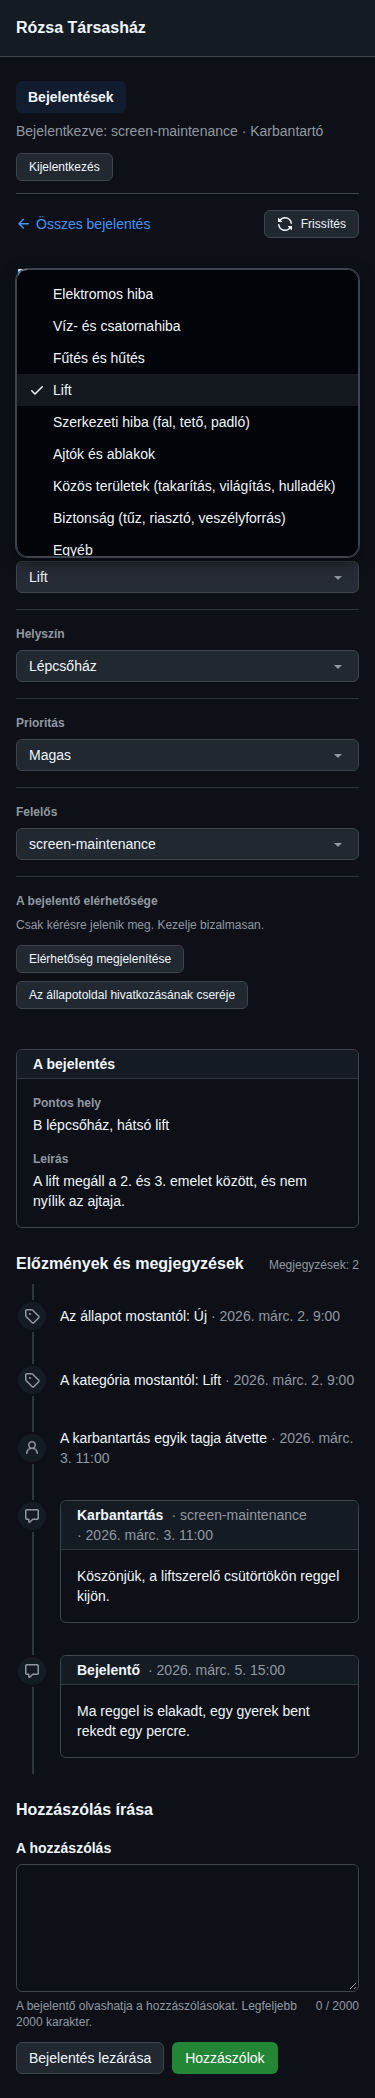 Rózsa Társasház
Bejelentések
Bejelentkezve: screen-maintenance · Karbantartó
Kijelentkezés
← Összes bejelentés
Frissítés
Elektromos hiba
Víz- és csatornahiba
Fűtés és hűtés
Lift
Szerkezeti hiba (fal, tető, padló)
Ajtók és ablakok
Közös területek (takarítás, világítás, hulladék)
Biztonság (tűz, riasztó, veszélyforrás)
Egyéb
Lift
Helyszín
Lépcsőház
Prioritás
Magas
Felelős
screen-maintenance
A bejelentő elérhetősége
Csak kérésre jelenik meg. Kezelje bizalmasan.
Elérhetőség megjelenítése
Az állapotoldal hivatkozásának cseréje
A bejelentés
Pontos hely
B lépcsőház, hátsó lift
Leírás
A lift megáll a 2. és 3. emelet között, és nem
nyílik az ajtaja.
Előzmények és megjegyzések
Megjegyzések: 2
Az állapot mostantól: Új · 2026. márc. 2. 9:00
A kategória mostantól: Lift · 2026. márc. 2. 9:00
A karbantartás egyik tagja átvette · 2026. márc.
3. 11:00
Karbantartás · screen-maintenance
· 2026. márc. 3. 11:00
Köszönjük, a liftszerelő csütörtökön reggel
kijön.
Bejelentő · 2026. márc. 5. 15:00
Ma reggel is elakadt, egy gyerek bent
rekedt egy percre.
Hozzászólás írása
A hozzászólás
A bejelentő olvashatja a hozzászólásokat. Legfeljebb
2000 karakter.
0 / 2000
Bejelentés lezárása
Hozzászólok